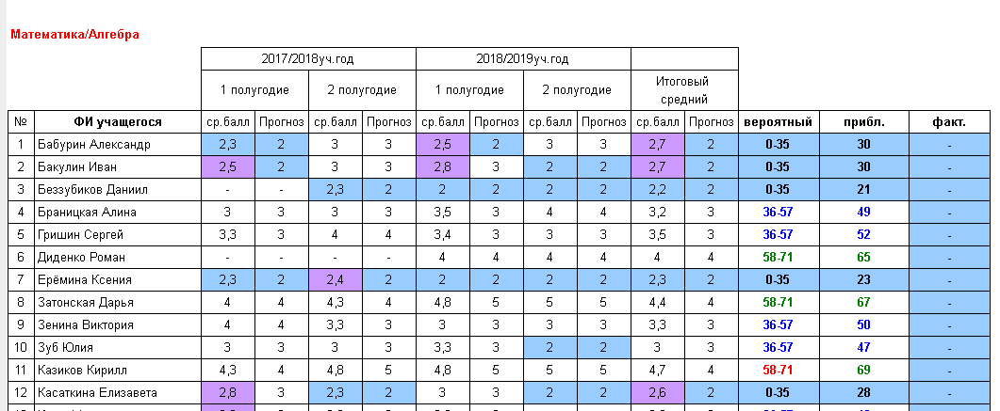 Математика/Алгебра
2017/2018уч.год 2018/2019уч.год
1 полугодие 2 полугодие 1 полугодие 2 полугодие Итоговый средний
№ ФИ учащегося ср.балл Прогноз ср.балл Прогноз ср.балл Прогноз ср.балл Прогноз ср.балл Прогноз вероятный прибл. факт.
1 Бабурин Александр 2,3 2 3 3 2,5 2 3 3 2,7 2 0-35 30 -
2 Бакулин Иван 2,5 2 3 3 2,8 3 2 2 2,7 2 0-35 30 -
3 Беззубиков Даниил - - 2,3 2 2 2 2 2 2,2 2 0-35 21 -
4 Браницкая Алина 3 3 3 3 3,5 3 4 4 3,2 3 36-57 49 -
5 Гришин Сергей 3,3 3 4 4 3,4 3 3 3 3,5 3 36-57 52 -
6 Диденко Роман - - - - 4 4 4 4 4 4 58-71 65 -
7 Ерёмина Ксения 2,3 2 2,4 2 2 2 2 2 2,3 2 0-35 23 -
8 Затонская Дарья 4 4 4,3 4 4,8 5 5 5 4,4 4 58-71 67 -
9 Зенина Виктория 4 4 3,3 3 3 3 3 3 3,3 3 36-57 50 -
10 Зуб Юлия 3 3 3 3 3,3 3 2 2 3 3 36-57 47 -
11 Казиков Кирилл 4,3 4 4,8 5 4,8 5 5 5 4,7 4 58-71 69 -
12 Касаткина Елизавета 2,8 3 2,3 2 3 3 2 2 2,6 2 0-35 28 -